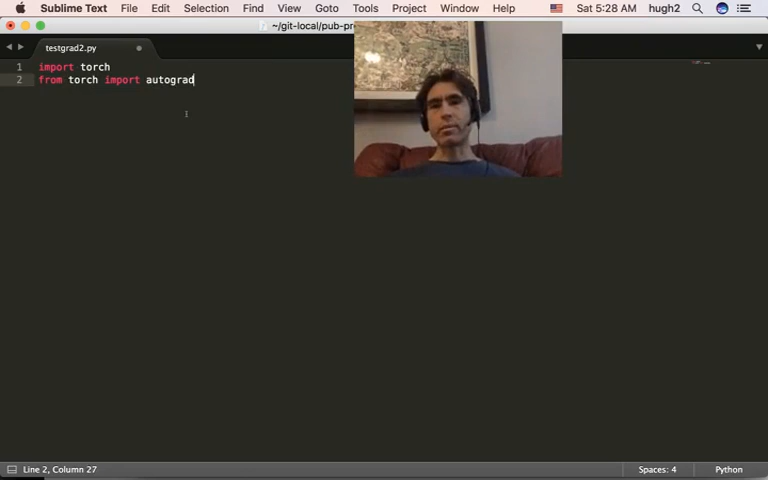 Sublime Text File Edit Selection Find View Goto Tools Project Window Help Sat 5:28 AM hugh2
~/git-local/pub-pr
testgrad2.py
1 import torch
2 from torch import autograd
Line 2, Column 27 Spaces: 4 Python